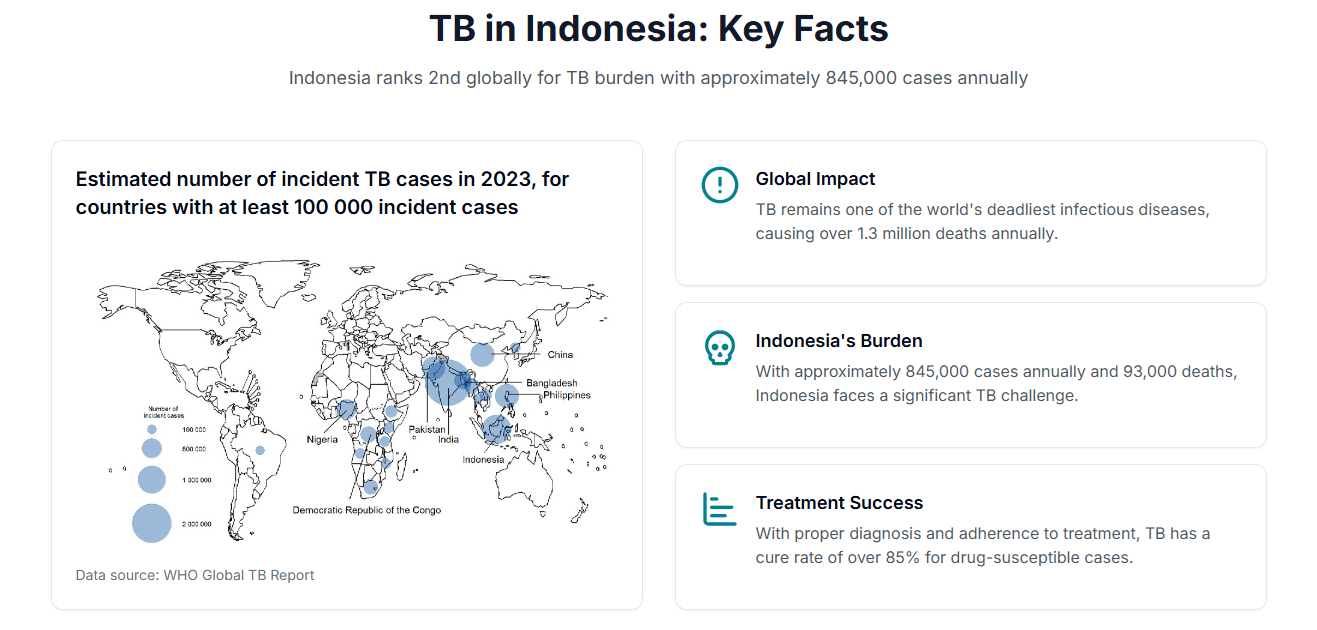 TB in Indonesia: Key Facts
Indonesia ranks 2nd globally for TB burden with approximately 845,000 cases annually
Estimated number of incident TB cases in 2023, for
countries with at least 100 000 incident cases
China
Bangladesh
Philippines
Pakistan
India
Nigeria
Indonesia
Democratic Republic of the Congo
Number of
incident cases
100 000
500 000
1 000 000
2 000 000
Data source: WHO Global TB Report
Global Impact
TB remains one of the world's deadliest infectious diseases,
causing over 1.3 million deaths annually.
Indonesia's Burden
With approximately 845,000 cases annually and 93,000 deaths,
Indonesia faces a significant TB challenge.
Treatment Success
With proper diagnosis and adherence to treatment, TB has a
cure rate of over 85% for drug-susceptible cases.